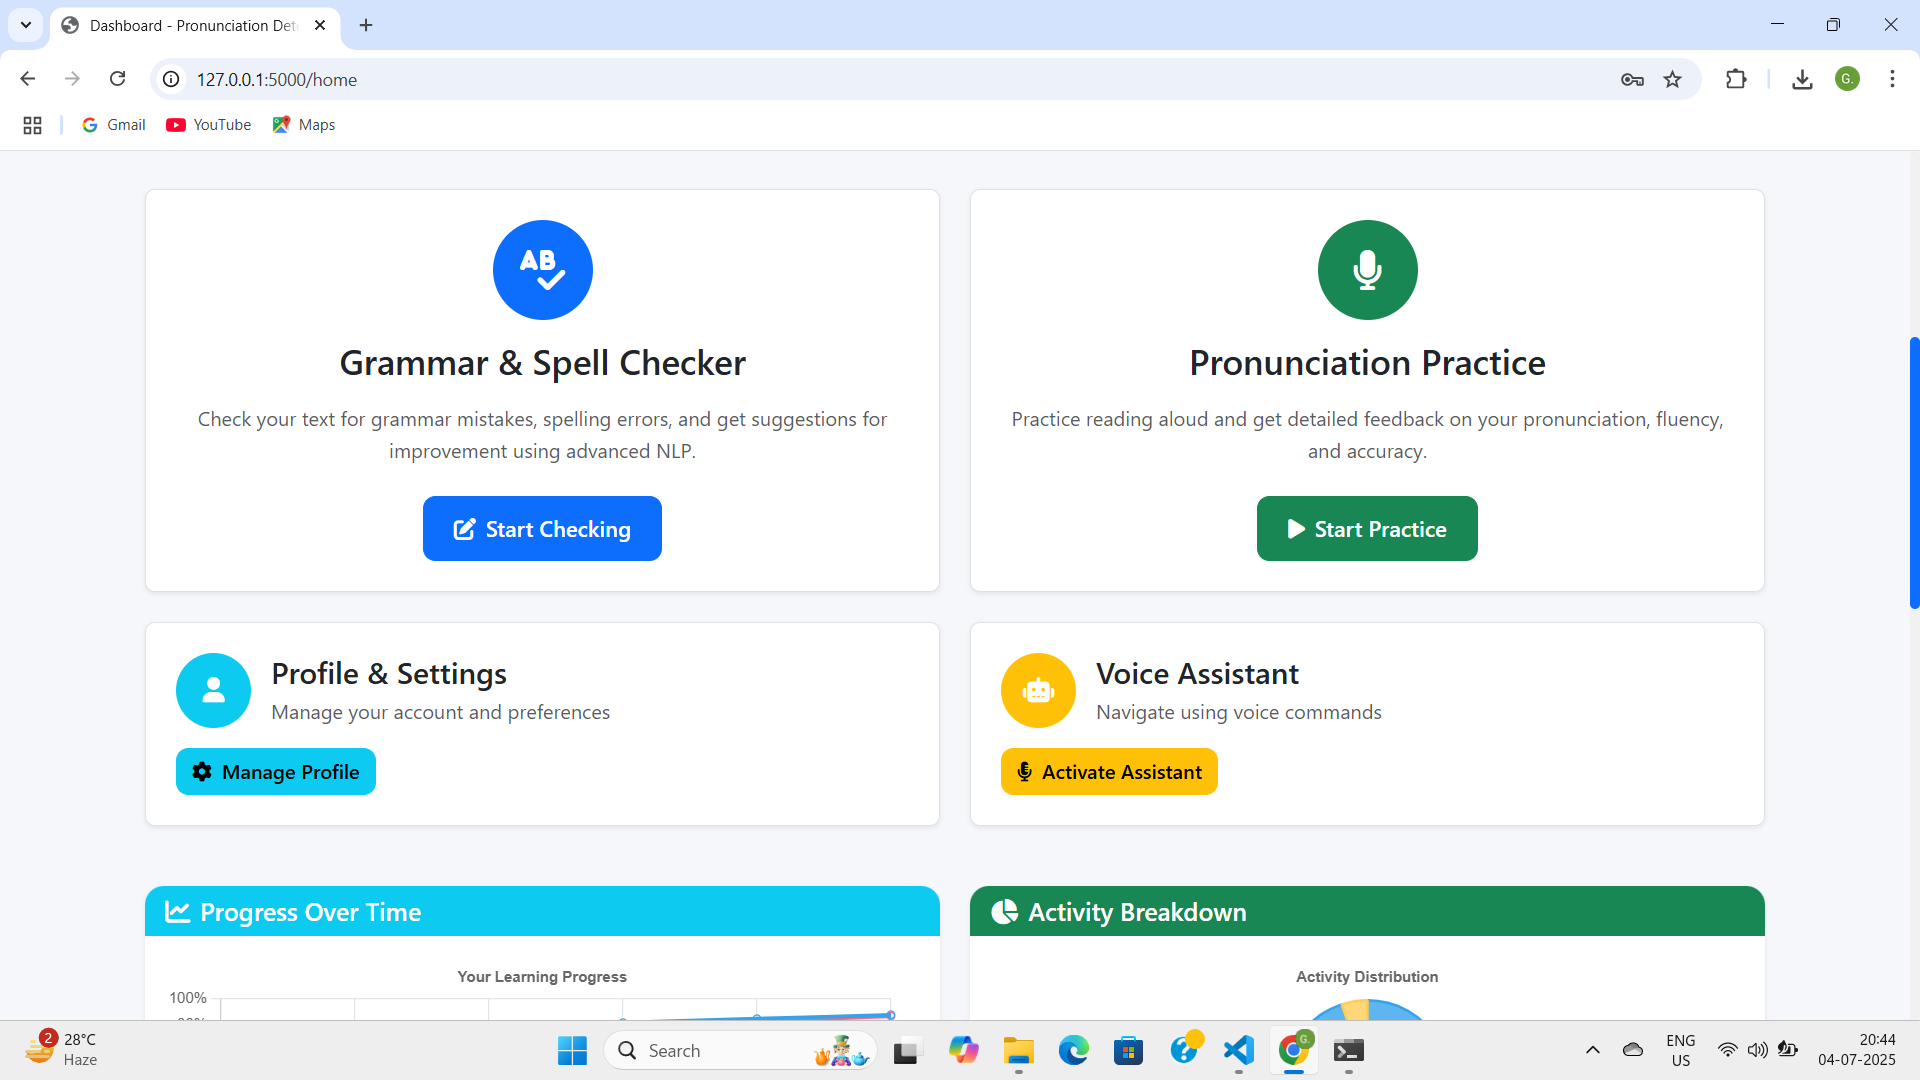 Dashboard - Pronunciation Det
127.0.0.1:5000/home
G.
Gmail
YouTube
Maps
AB
Grammar & Spell Checker
Check your text for grammar mistakes, spelling errors, and get suggestions for
improvement using advanced NLP.
Start Checking
Pronunciation Practice
Practice reading aloud and get detailed feedback on your pronunciation, fluency,
and accuracy.
Start Practice
Profile & Settings
Manage your account and preferences
Manage Profile
Voice Assistant
Navigate using voice commands
Activate Assistant
Progress Over Time
Your Learning Progress
100%
Activity Breakdown
Activity Distribution
2
28°C
Haze
Search
G.
ENG
US
20:44
04-07-2025